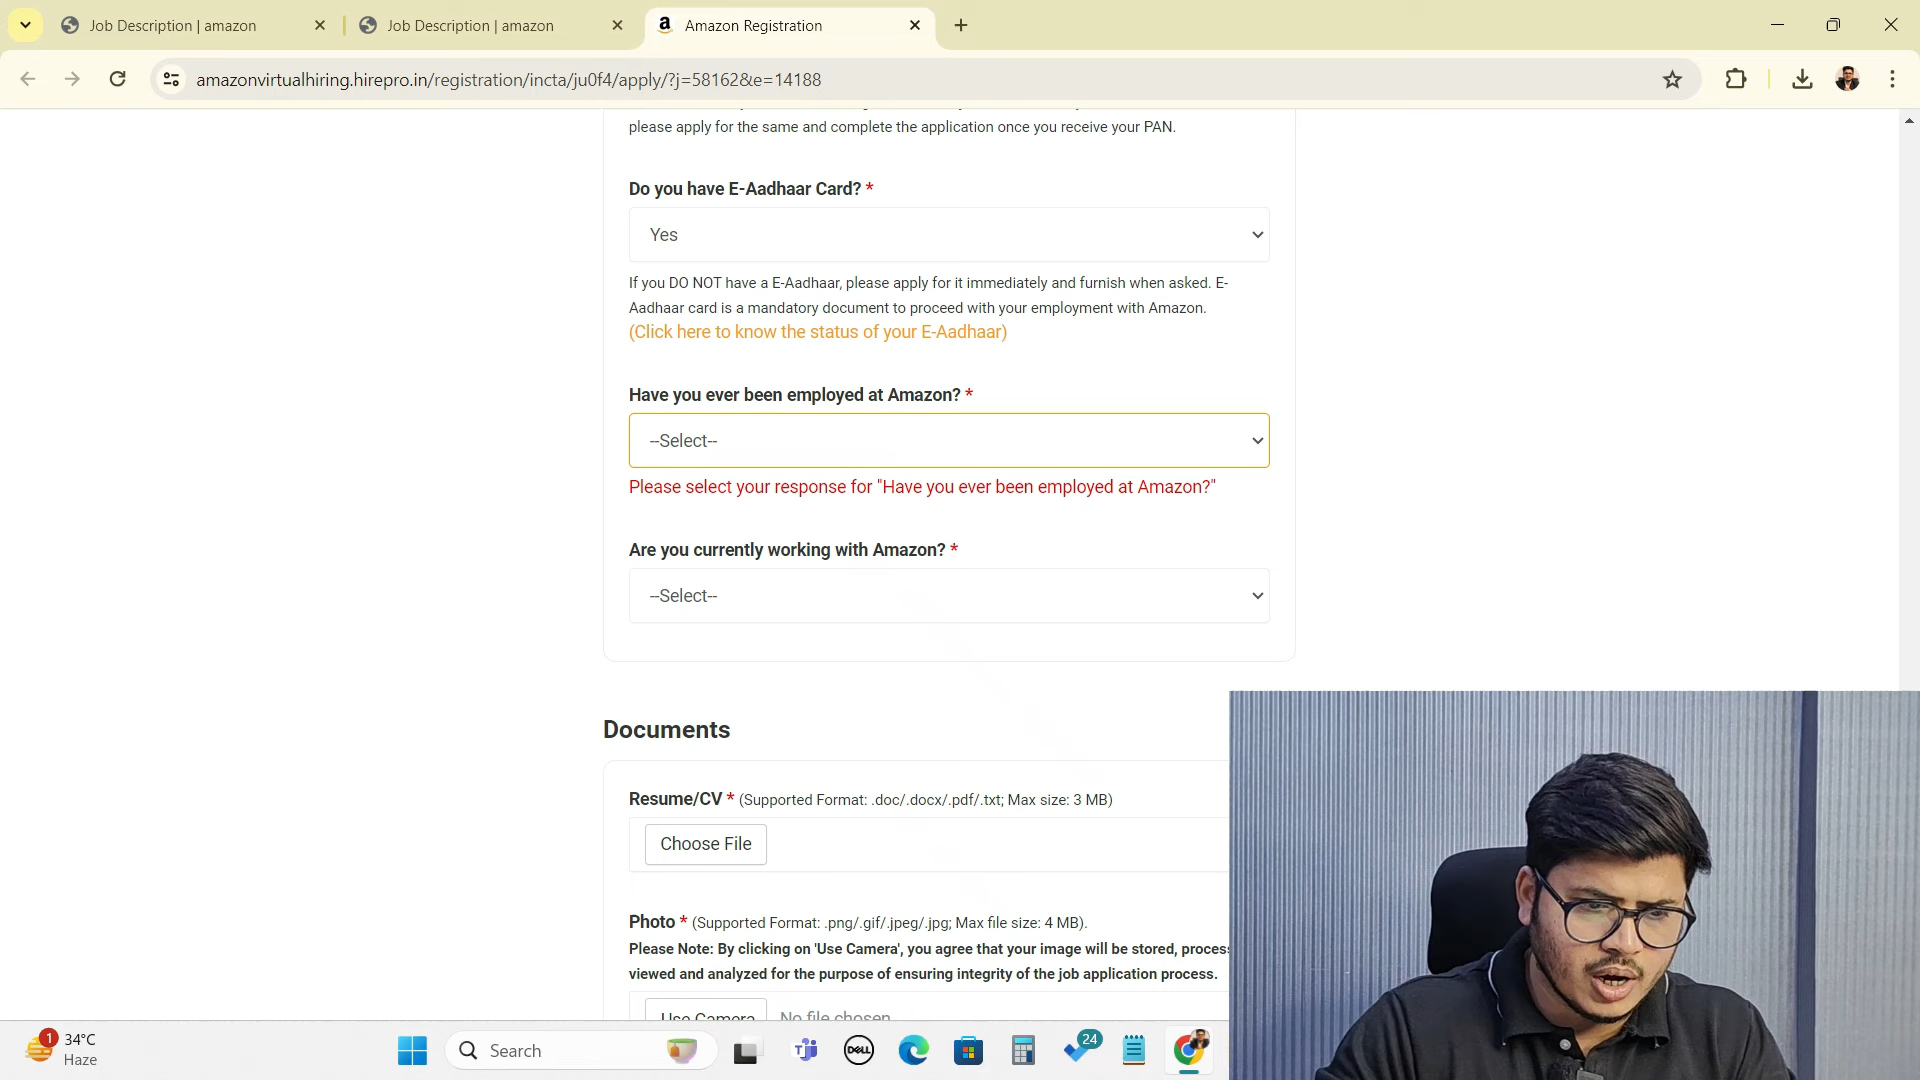 Job Description | amazon
Job Description | amazon
Amazon Registration
amazonvirtualhiring.hirepro.in/registration/incta/ju0f4/apply/?j=58162&e=14188
please apply for the same and complete the application once you receive your PAN.
Do you have E-Aadhaar Card? *
Yes
If you DO NOT have a E-Aadhaar, please apply for it immediately and furnish when asked. E-
Aadhaar card is a mandatory document to proceed with your employment with Amazon.
(Click here to know the status of your E-Aadhaar)
Have you ever been employed at Amazon? *
--Select--
Please select your response for "Have you ever been employed at Amazon?"
Are you currently working with Amazon? *
--Select--
Documents
Resume/CV * (Supported Format: .doc/.docx/.pdf/.txt; Max size: 3 MB)
Choose File
Photo * (Supported Format: .png/.gif/.jpeg/.jpg; Max file size: 4 MB).
Please Note: By clicking on 'Use Camera', you agree that your image will be stored, proces
viewed and analyzed for the purpose of ensuring integrity of the job application process.
Use Camera No file chosen
1
34°C
Haze
Search
DELL
24